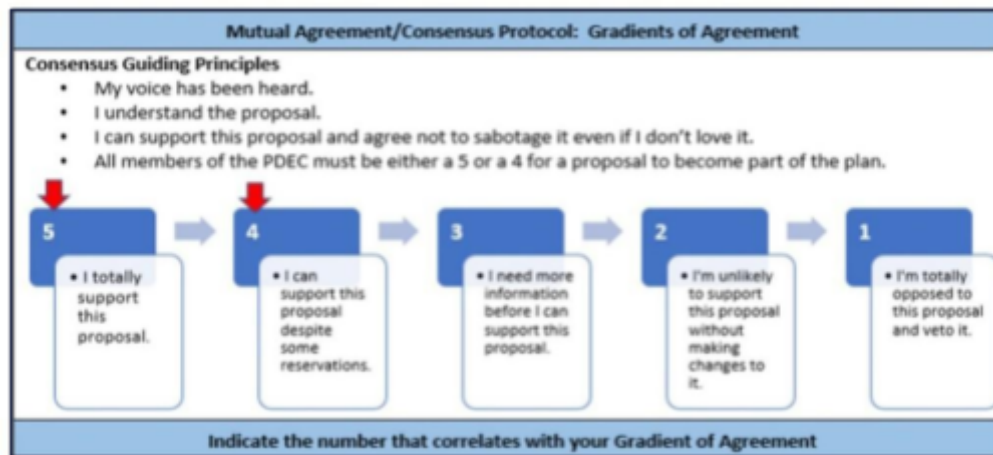 Mutual Agreement/Consensus Protocol: Gradients of Agreement
Consensus Guiding Principles
• My voice has been heard.
• I understand the proposal.
• I can support this proposal and agree not to sabotage it even if I don't love it.
• All members of the PDEC must be either a 5 or a 4 for a proposal to become part of the plan.
5
• I totally
support
this
proposal.
4
• I can
support this
proposal
despite
some
reservations.
3
• I need more
information
before I can
support this
proposal.
2
• I'm unlikely
to support
this proposal
without
making
changes to
it.
1
• I'm totally
opposed to
this proposal
and veto it.
Indicate the number that correlates with your Gradient of Agreement